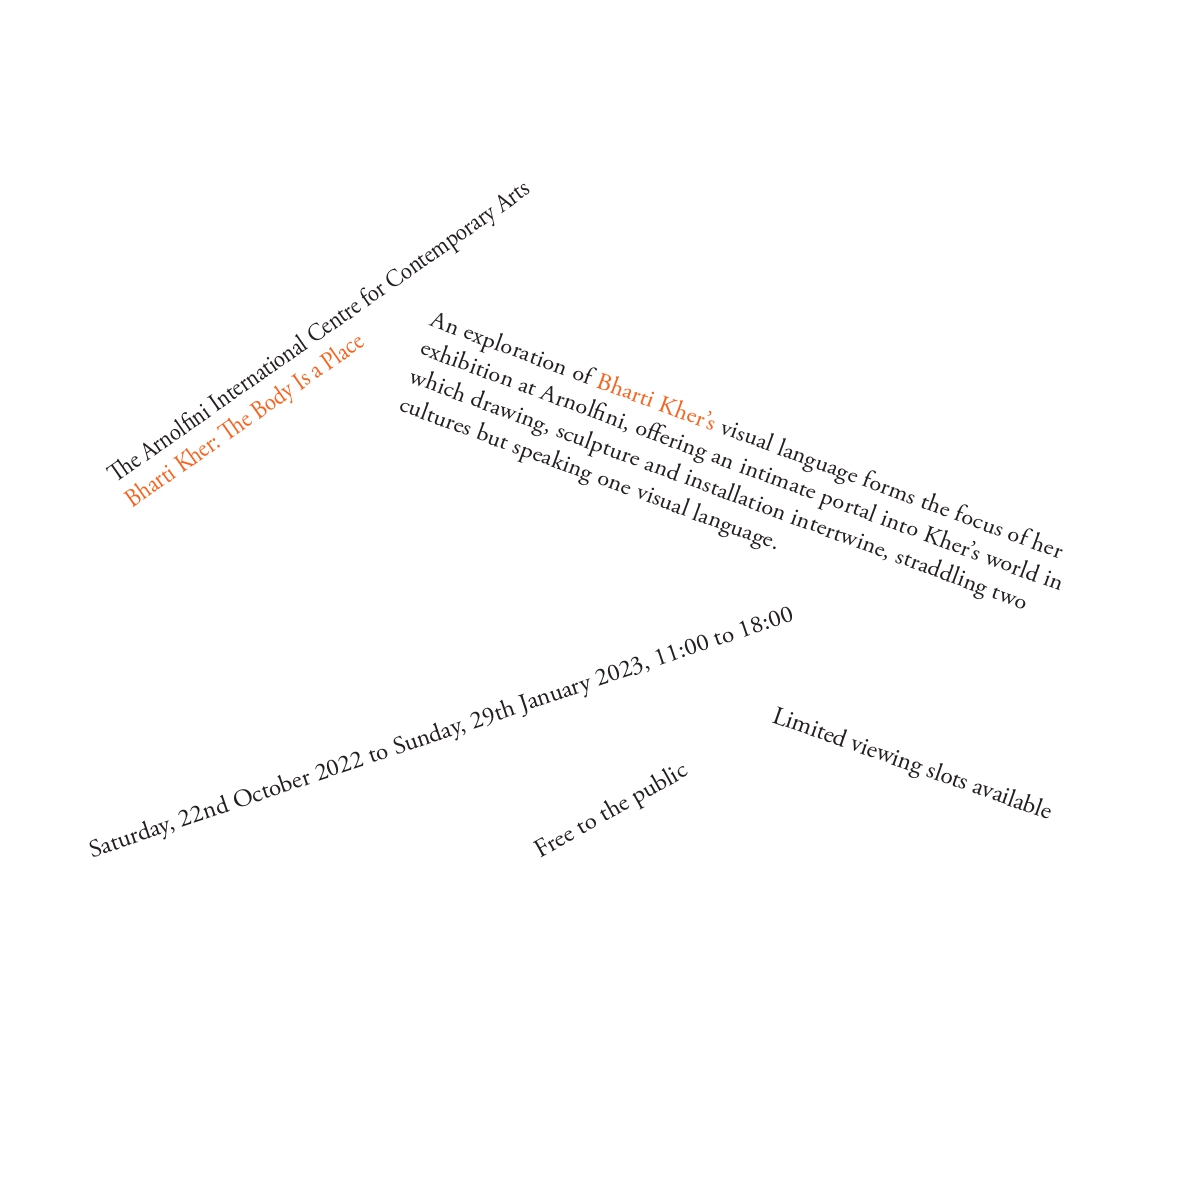 The Arnolfini International Centre for Contemporary Arts
Bharti Kher: The Body Is a Place
An exploration of Bharti Kher’s visual language forms the focus of her
exhibition at Arnolfini, offering an intimate portal into Kher’s world in
which drawing, sculpture and installation intertwine, straddling two
cultures but speaking one visual language.
Saturday, 22nd October 2022 to Sunday, 29th January 2023, 11:00 to 18:00
Limited viewing slots available
Free to the public